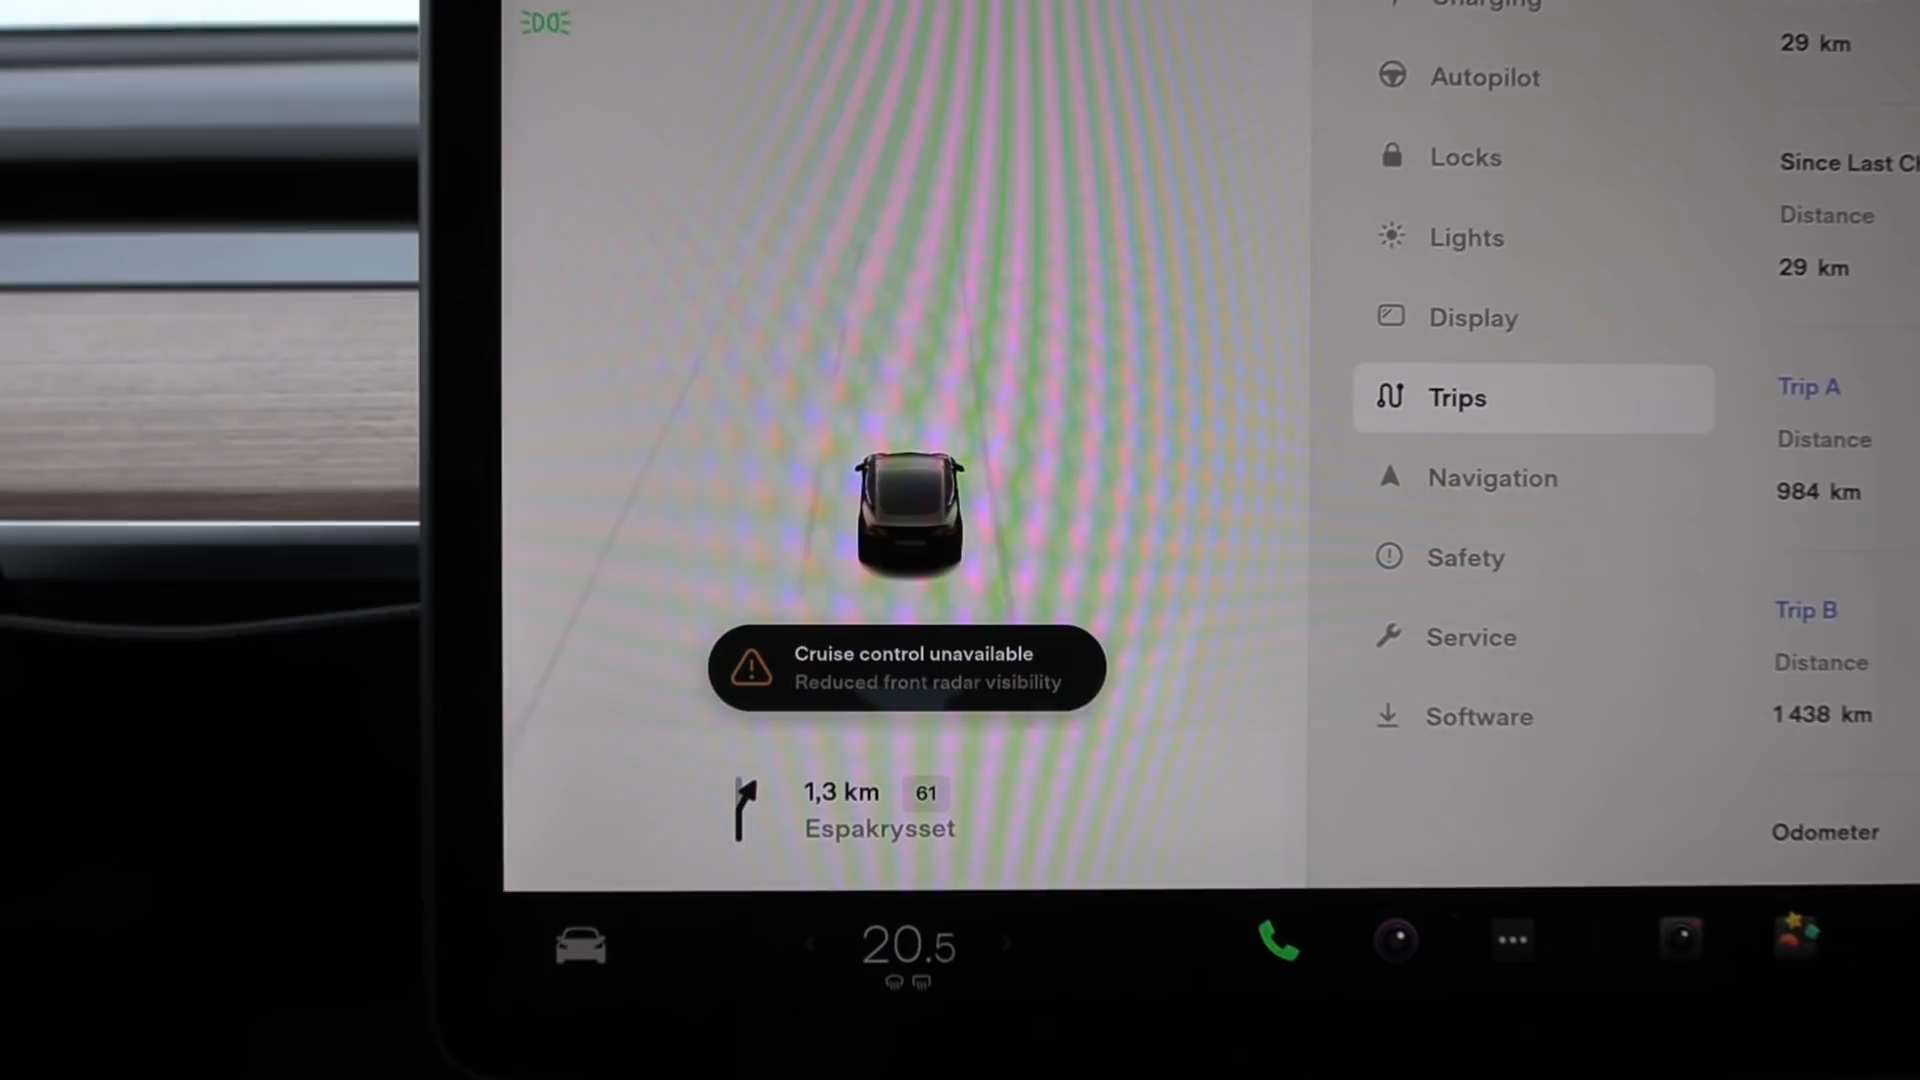 Charging
Autopilot
Locks
Lights
Display
Trips
Navigation
Safety
Service
Software
29 km
Since Last Ch
Distance
29 km
Trip A
Distance
984 km
Trip B
Distance
1 438 km
Odometer
Cruise control unavailable
Reduced front radar visibility
1,3 km 61
Espakrysset
20.5